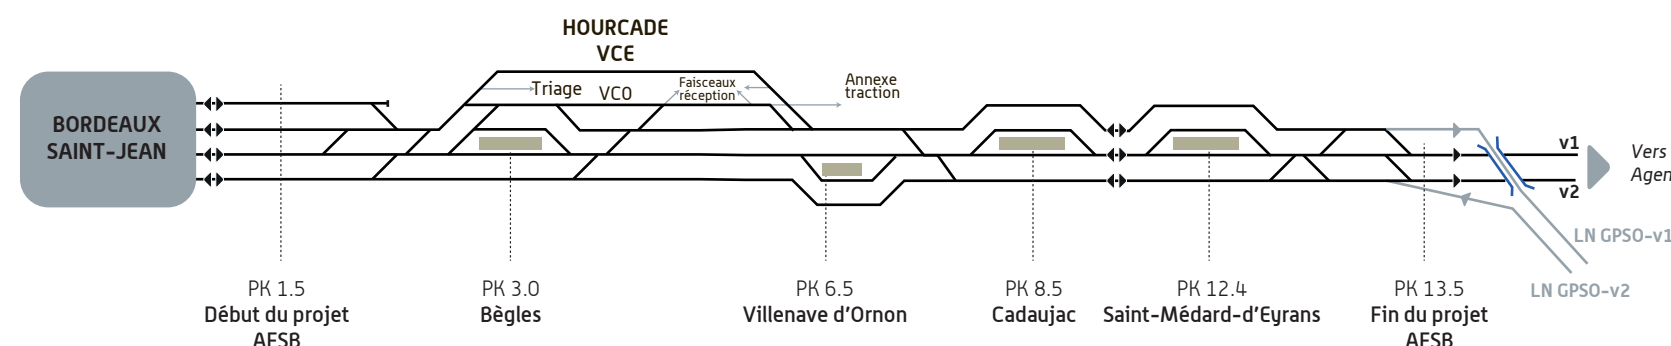 HOURCADE
VCE
Triage
VCO
Faisceaux
réception
Annexe
traction
BORDEAUX
SAINT-JEAN
v1
v2
Vers
Agen
LN GPSO-v1
LN GPSO-v2
PK 1.5
Début du projet
AFSB
PK 3.0
Bègles
PK 6.5
Villenave d'Ornon
PK 8.5
Cadaujac
PK 12.4
Saint-Médard-d'Eyrans
PK 13.5
Fin du projet
AFSB